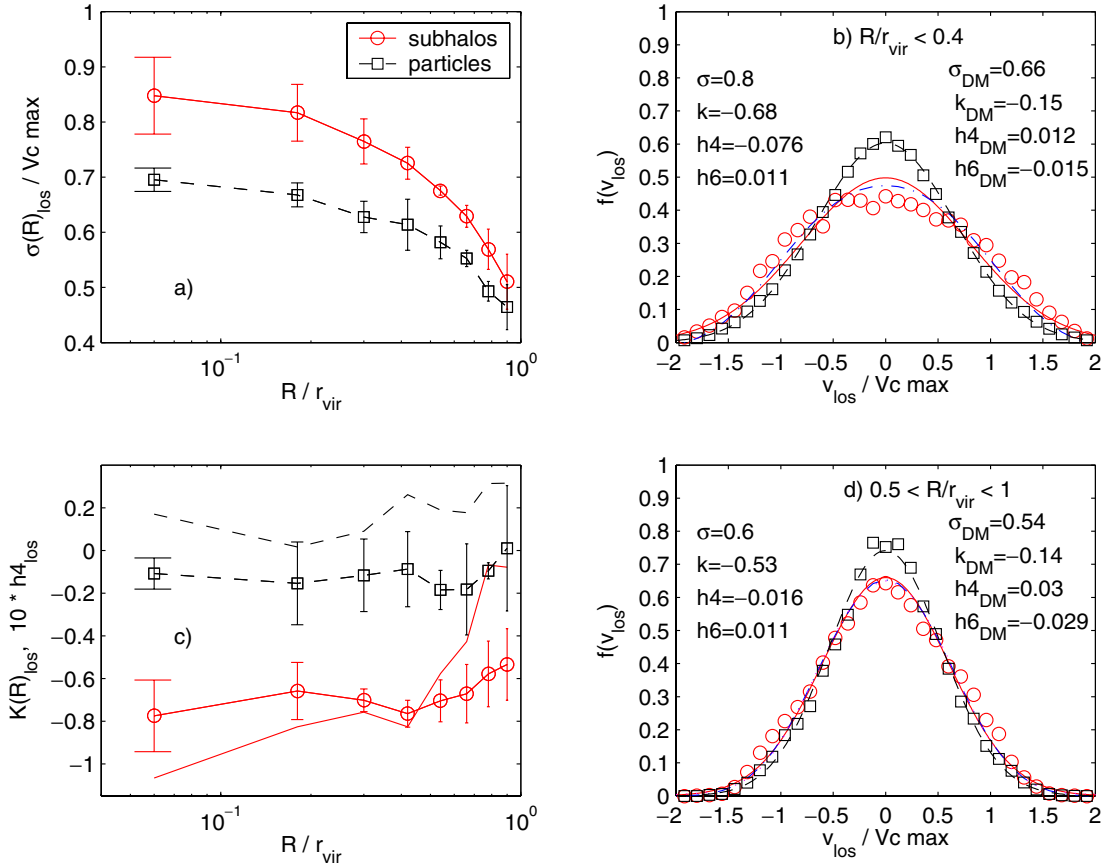 subhalos
particles
1
0.9
0.8
0.7
0.6
0.5
0.4
σ(R)los / Vc max
a)
10−1
100
R / rvir
b) R/rvir < 0.4
σ=0.8
k=−0.68
h4=−0.076
h6=0.011
σDM=0.66
kDM=−0.15
h4DM=0.012
h6DM=−0.015
1
0.9
0.8
0.7
0.6
0.5
0.4
0.3
0.2
0.1
0
f(vlos)
−2 −1.5 −1 −0.5 0 0.5 1 1.5 2
vlos / Vc max
0.2
0
−0.2
−0.4
−0.6
−0.8
−1
K(R)los, 10 * h4los
c)
10−1
100
R / rvir
d) 0.5 < R/rvir < 1
σ=0.6
k=−0.53
h4=−0.016
h6=0.011
σDM=0.54
kDM=−0.14
h4DM=0.03
h6DM=−0.029
1
0.9
0.8
0.7
0.6
0.5
0.4
0.3
0.2
0.1
0
f(vlos)
−2 −1.5 −1 −0.5 0 0.5 1 1.5 2
vlos / Vc max